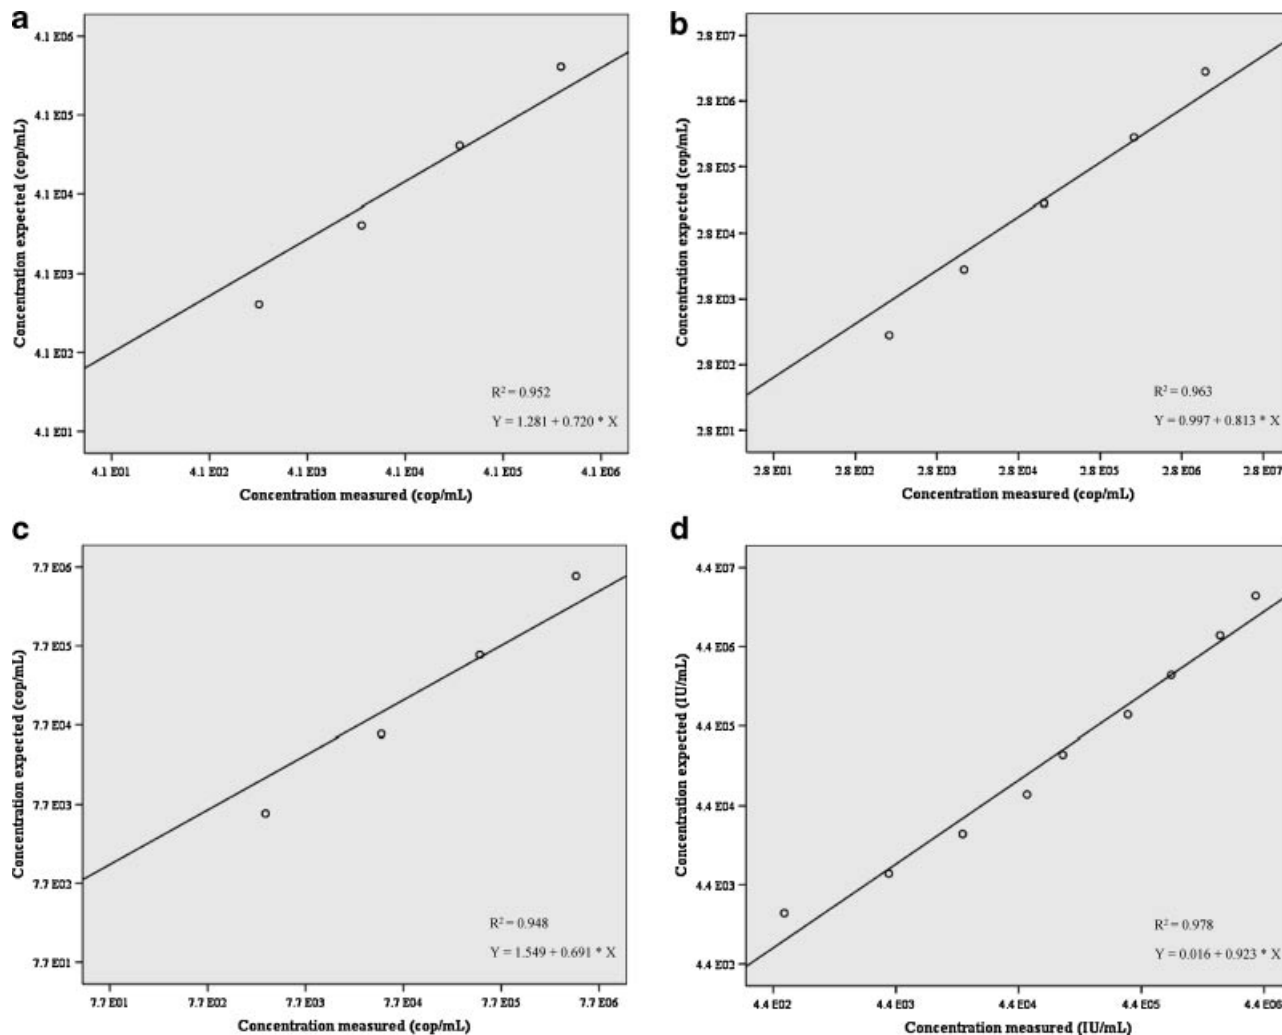 a
Concentration expected (cop/mL)
4.1 E06
4.1 E05
4.1 E04
4.1 E03
4.1 E02
4.1 E01
R² = 0.952
Y = 1.281 + 0.720 * X
4.1 E01 4.1 E02 4.1 E03 4.1 E04 4.1 E05 4.1 E06
Concentration measured (cop/mL)
b
Concentration expected (cop/mL)
2.8 E07
2.8 E06
2.8 E05
2.8 E04
2.8 E03
2.8 E02
2.8 E01
R² = 0.963
Y = 0.997 + 0.813 * X
2.8 E01 2.8 E02 2.8 E03 2.8 E04 2.8 E05 2.8 E06 2.8 E07
Concentration measured (cop/mL)
c
Concentration expected (cop/mL)
7.7 E06
7.7 E05
7.7 E04
7.7 E03
7.7 E02
7.7 E01
R² = 0.948
Y = 1.549 + 0.691 * X
7.7 E01 7.7 E02 7.7 E03 7.7 E04 7.7 E05 7.7 E06
Concentration measured (cop/mL)
d
Concentration expected (IU/mL)
4.4 E07
4.4 E06
4.4 E05
4.4 E04
4.4 E03
4.4 E02
R² = 0.978
Y = 0.016 + 0.923 * X
4.4 E02 4.4 E03 4.4 E04 4.4 E05 4.4 E06
Concentration measured (IU/mL)